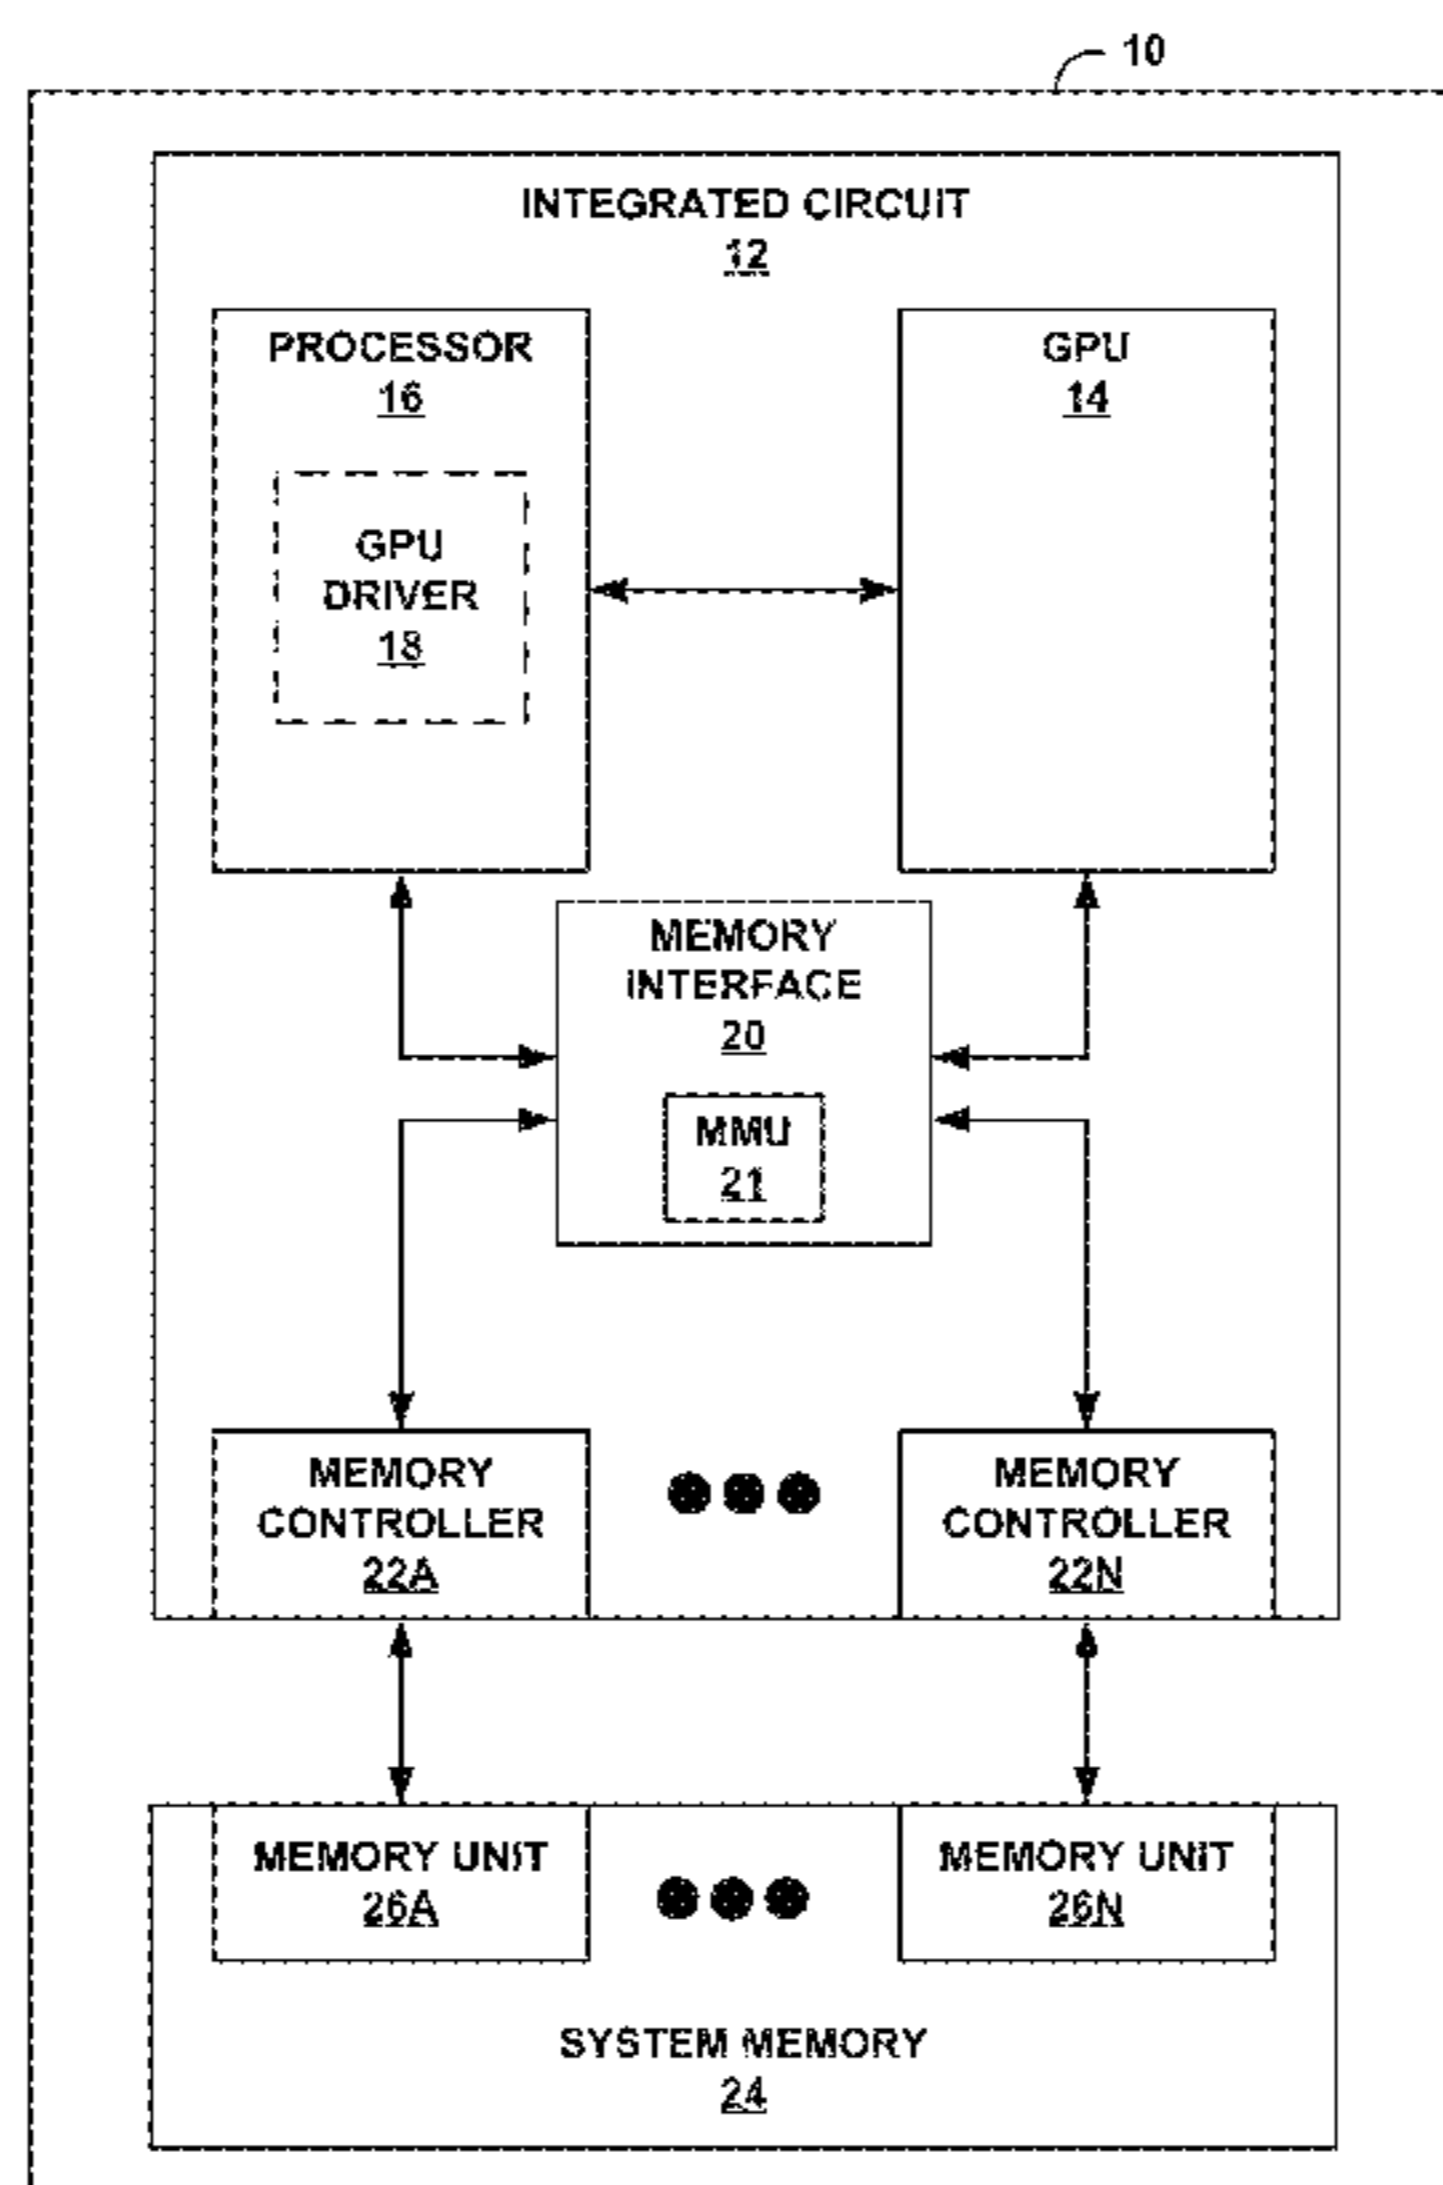 10
INTEGRATED CIRCUIT
12
PROCESSOR
16
GPU
14
GPU
DRIVER
18
MEMORY
INTERFACE
20
MMU
21
MEMORY
CONTROLLER
22A
MEMORY
CONTROLLER
22N
MEMORY UNIT
26A
MEMORY UNIT
26N
SYSTEM MEMORY
24